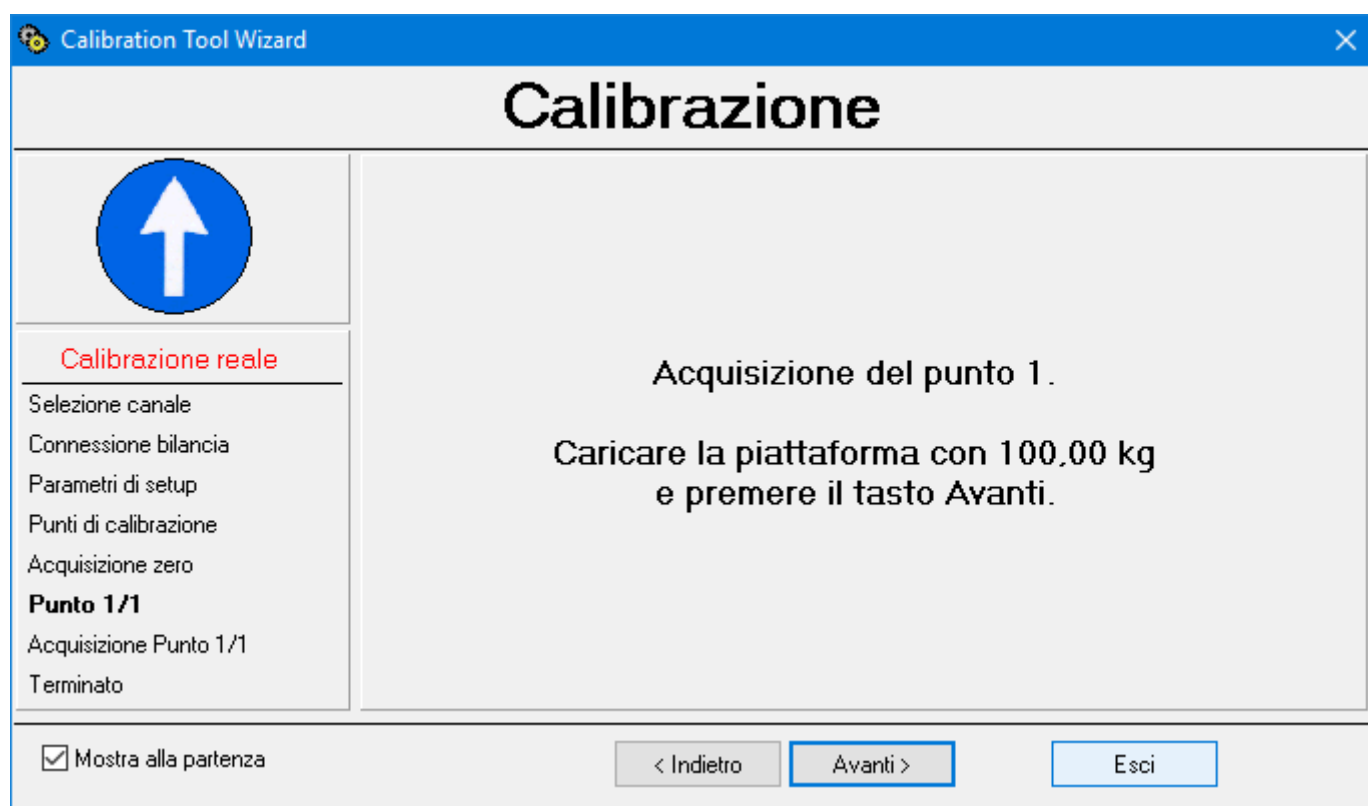 Calibration Tool Wizard
Calibrazione
Calibrazione reale
Selezione canale
Connessione bilancia
Parametri di setup
Punti di calibrazione
Acquisizione zero
Punto 1/1
Acquisizione Punto 1/1
Terminato
Acquisizione del punto 1.
Caricare la piattaforma con 100,00 kg
e premere il tasto Avanti.
Mostra alla partenza
< Indietro
Avanti >
Esci